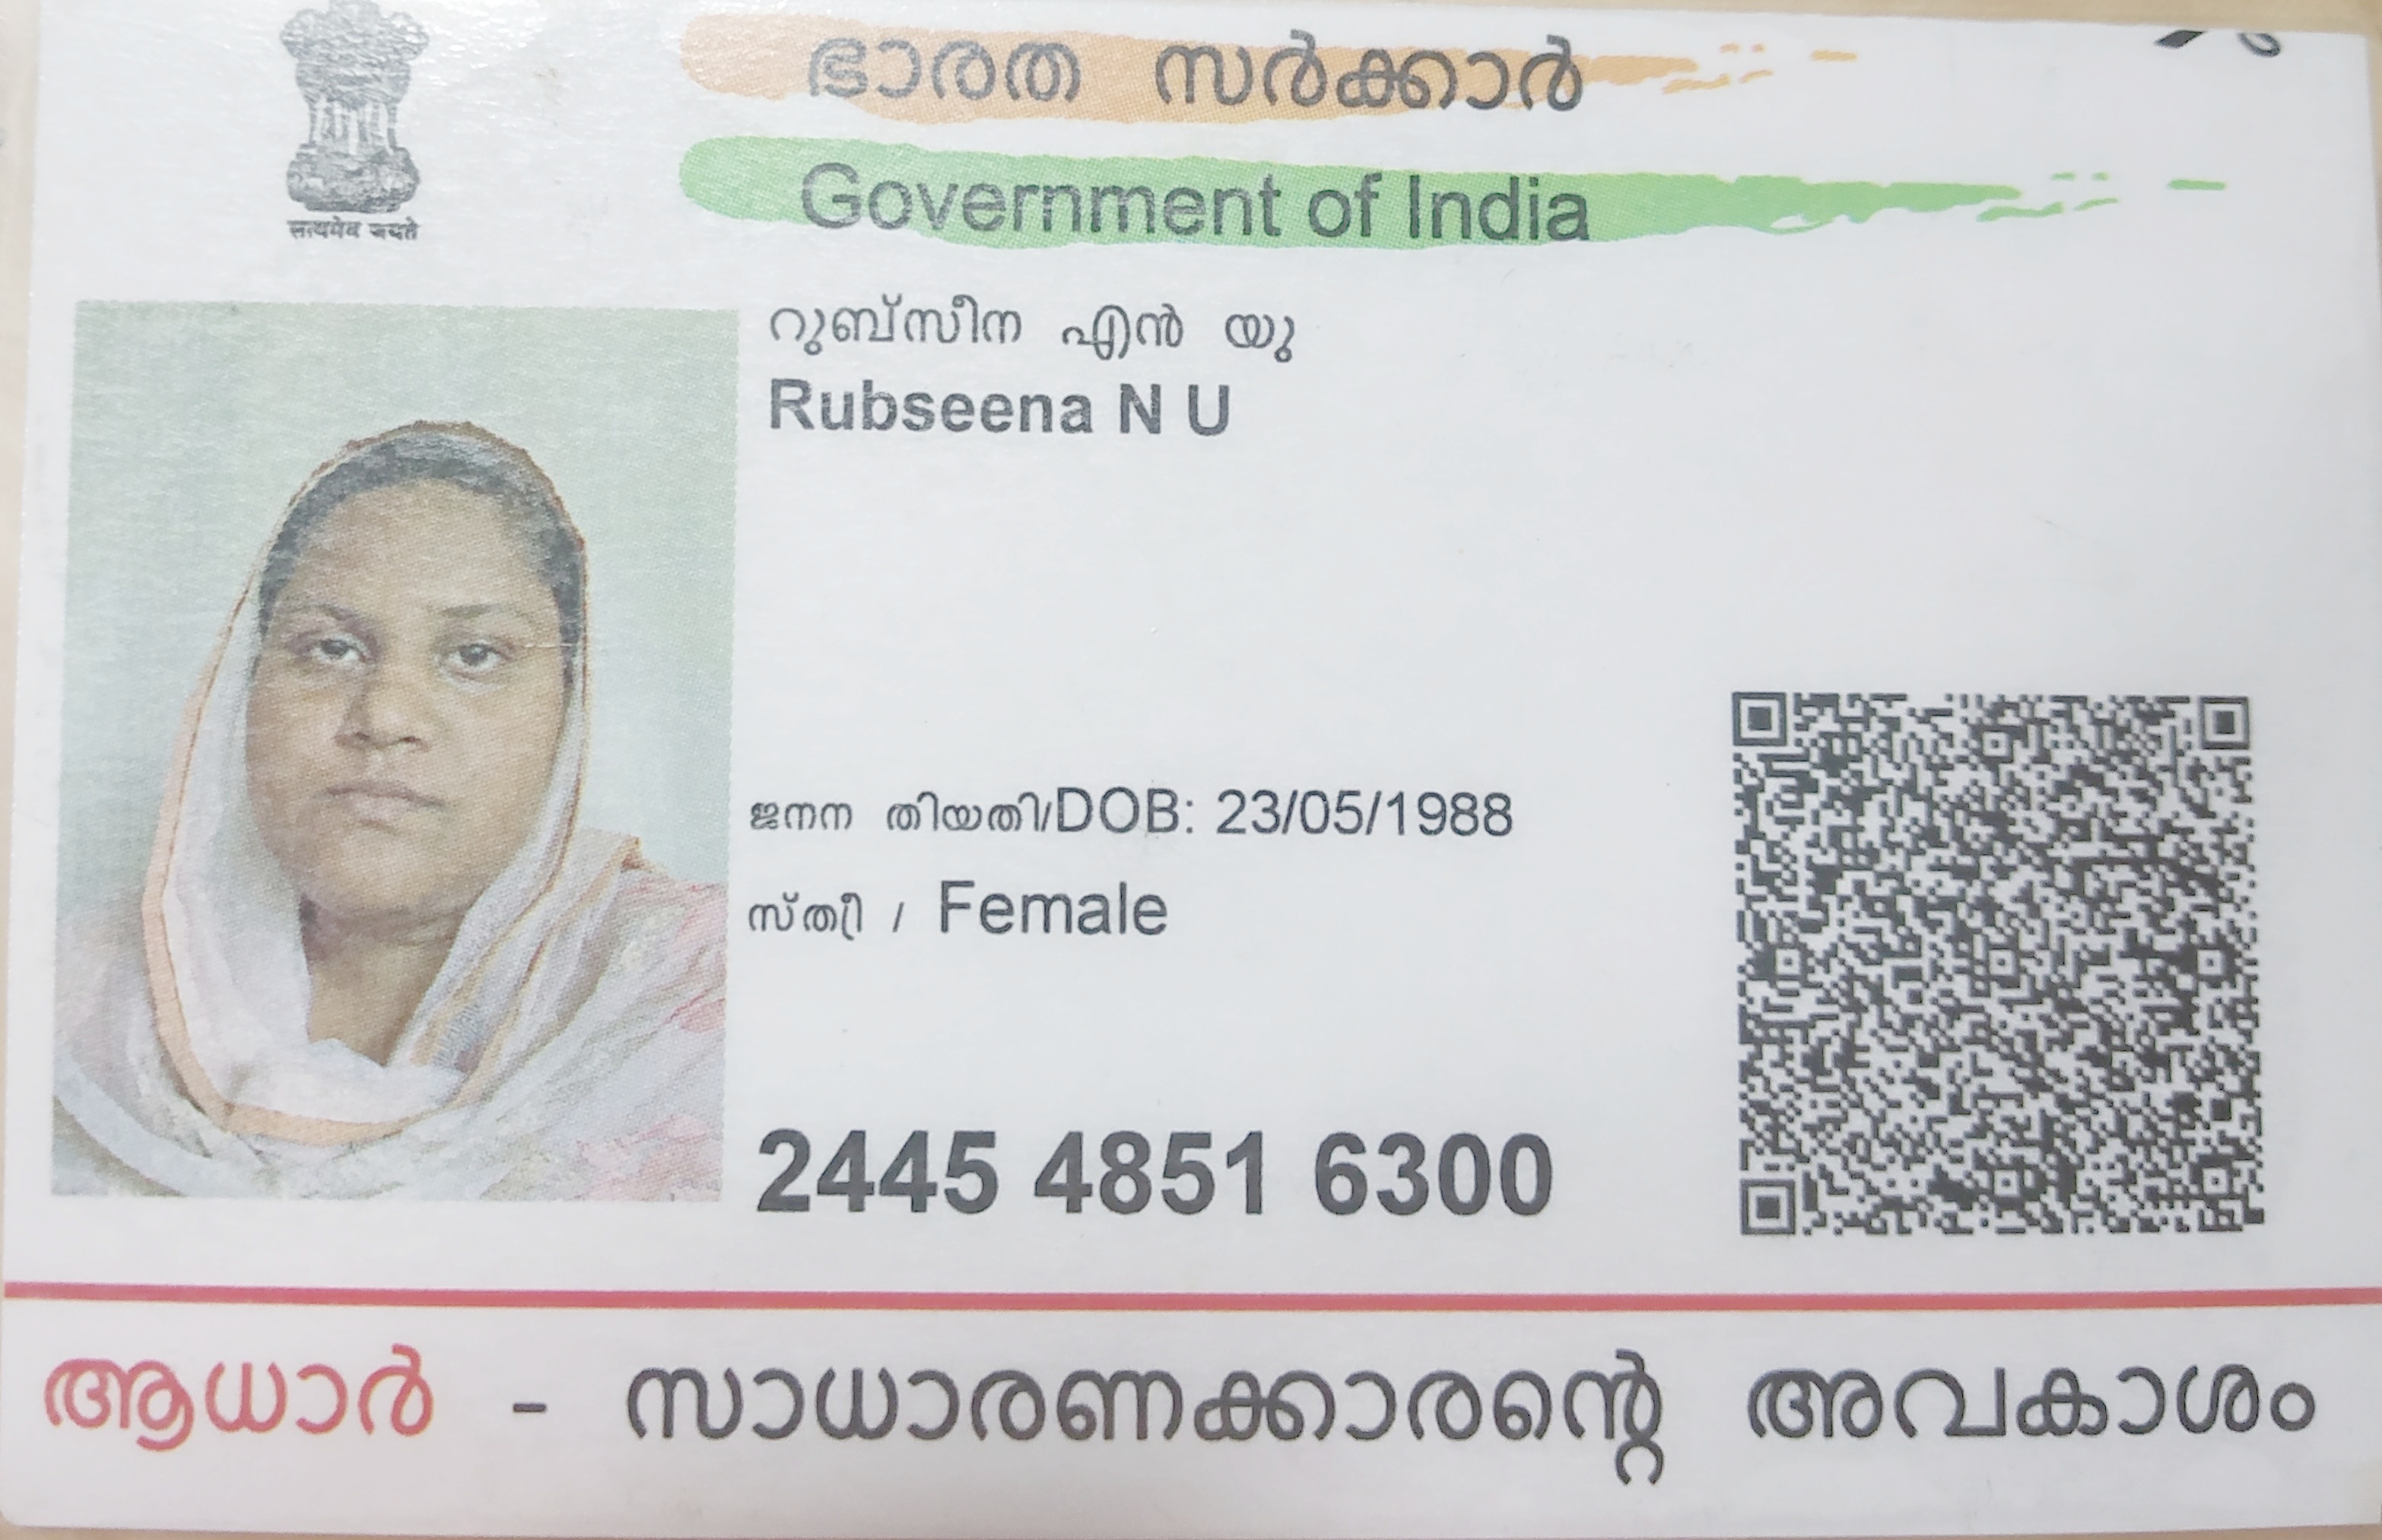 ഭാരത സർക്കാർ
Government of India
सत्यमेव जयते
റുബ്സീന എൻ യു
Rubseena N U
ജനന തിയതി/DOB: 23/05/1988
സ്ത്രീ / Female
2445 4851 6300
ആധാർ - സാധാരണക്കാരന്റെ അവകാശം